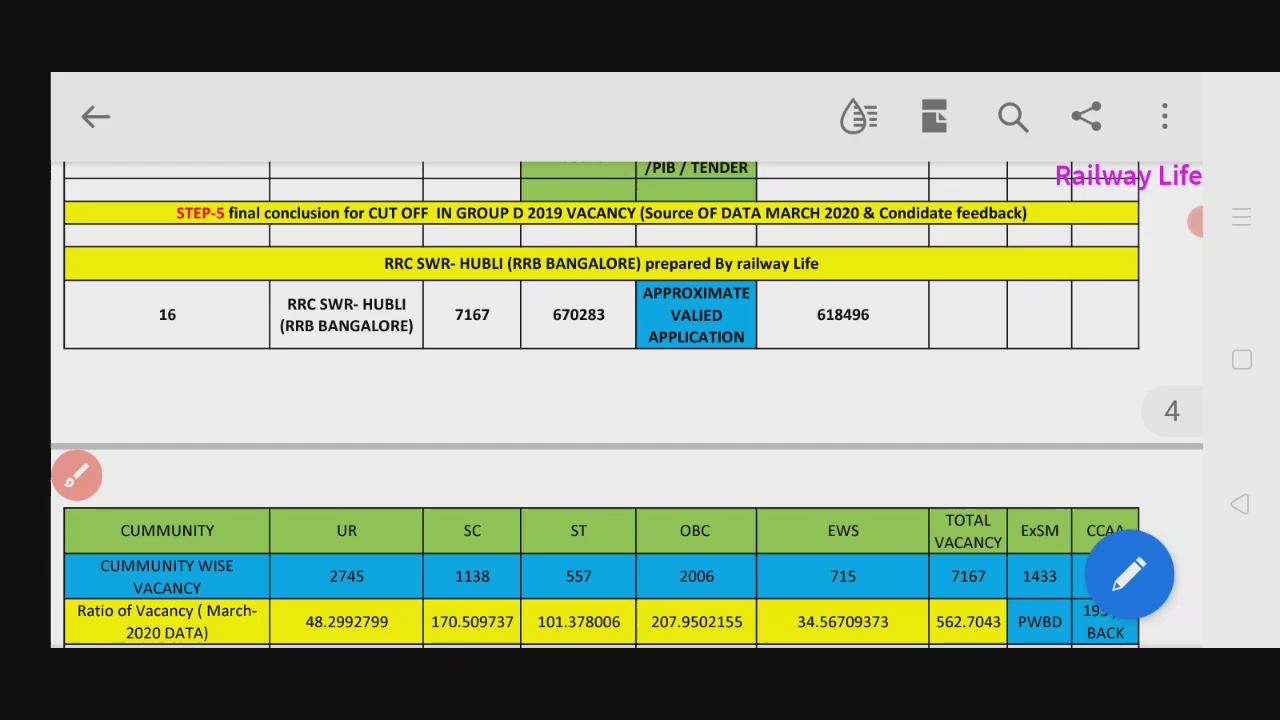 /PIB / TENDER
Railway Life
STEP-5 final conclusion for CUT OFF IN GROUP D 2019 VACANCY (Source OF DATA MARCH 2020 & Condidate feedback)
RRC SWR- HUBLI (RRB BANGALORE) prepared By railway Life
16 RRC SWR- HUBLI (RRB BANGALORE) 7167 670283 APPROXIMATE VALIED APPLICATION 618496
4
CUMMUNITY UR SC ST OBC EWS TOTAL VACANCY ExSM CCAA
CUMMUNITY WISE VACANCY 2745 1138 557 2006 715 7167 1433
Ratio of Vacancy ( March-2020 DATA) 48.2992799 170.509737 101.378006 207.9502155 34.56709373 562.7043 PWBD BACK